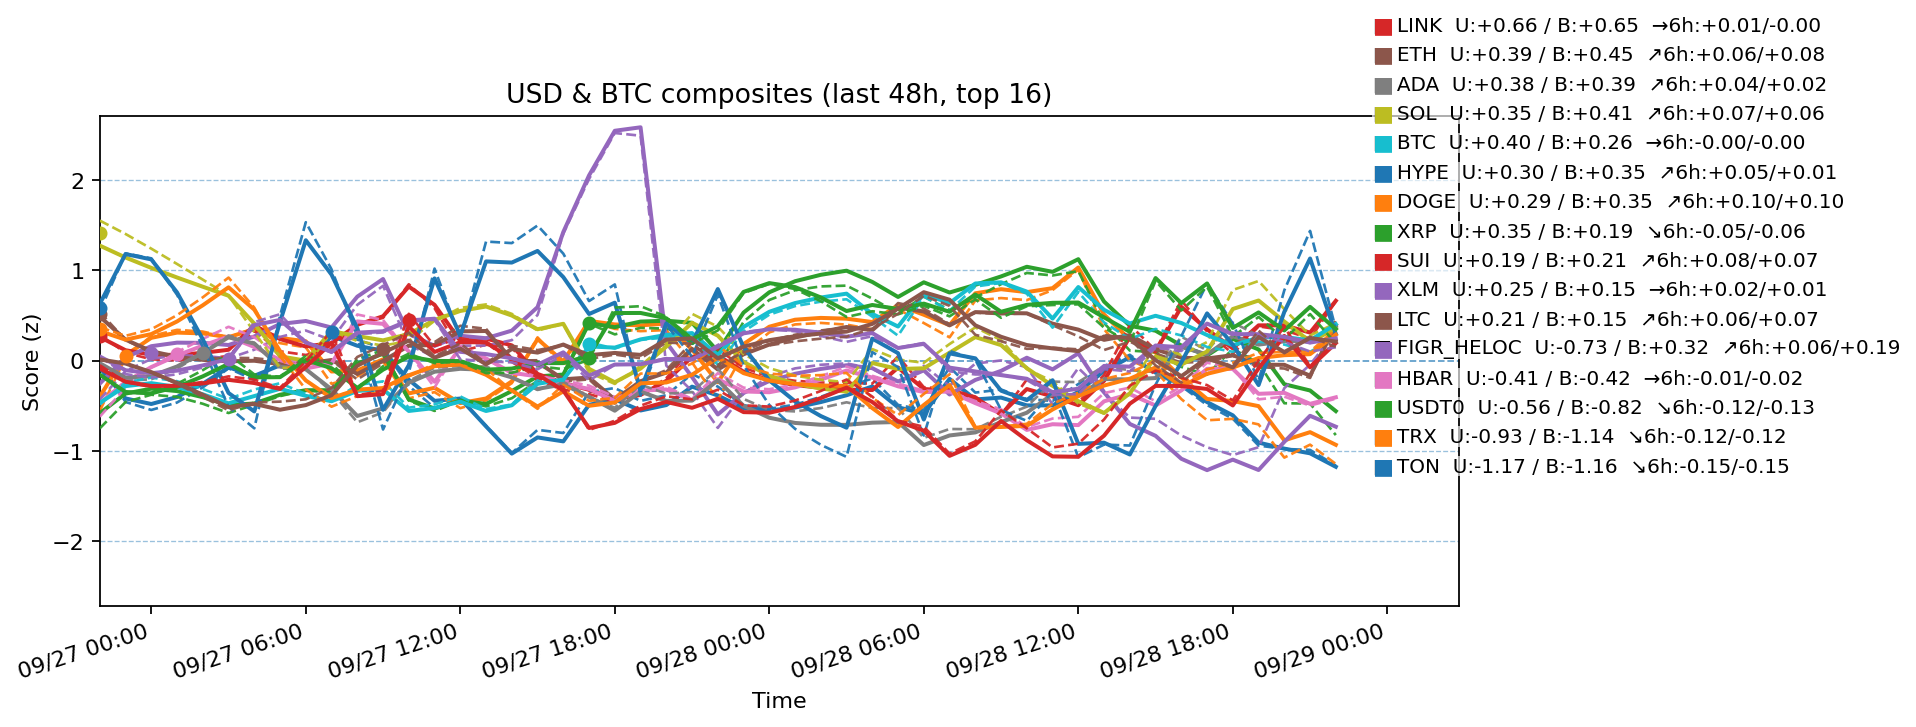 USD & BTC composites (last 48h, top 16)
LINK U:+0.66 / B:+0.65 →6h:+0.01/-0.00
ETH U:+0.39 / B:+0.45 ↗6h:+0.06/+0.08
ADA U:+0.38 / B:+0.39 ↗6h:+0.04/+0.02
SOL U:+0.35 / B:+0.41 ↗6h:+0.07/+0.06
BTC U:+0.40 / B:+0.26 →6h:-0.00/-0.00
HYPE U:+0.30 / B:+0.35 ↗6h:+0.05/+0.01
DOGE U:+0.29 / B:+0.35 ↗6h:+0.10/+0.10
XRP U:+0.35 / B:+0.19 ↘6h:-0.05/-0.06
SUI U:+0.19 / B:+0.21 ↗6h:+0.08/+0.07
XLM U:+0.25 / B:+0.15 →6h:+0.02/+0.01
LTC U:+0.21 / B:+0.15 ↗6h:+0.06/+0.07
FIGR_HELOC U:-0.73 / B:+0.32 ↗6h:+0.06/+0.19
HBAR U:-0.41 / B:-0.42 →6h:-0.01/-0.02
USDT0 U:-0.56 / B:-0.82 ↘6h:-0.12/-0.13
TRX U:-0.93 / B:-1.14 ↘6h:-0.12/-0.12
TON U:-1.17 / B:-1.16 ↘6h:-0.15/-0.15
Score (z)
2
1
0
−1
−2
09/27 00:00
09/27 06:00
09/27 12:00
09/27 18:00
09/28 00:00
09/28 06:00
09/28 12:00
09/28 18:00
09/29 00:00
Time